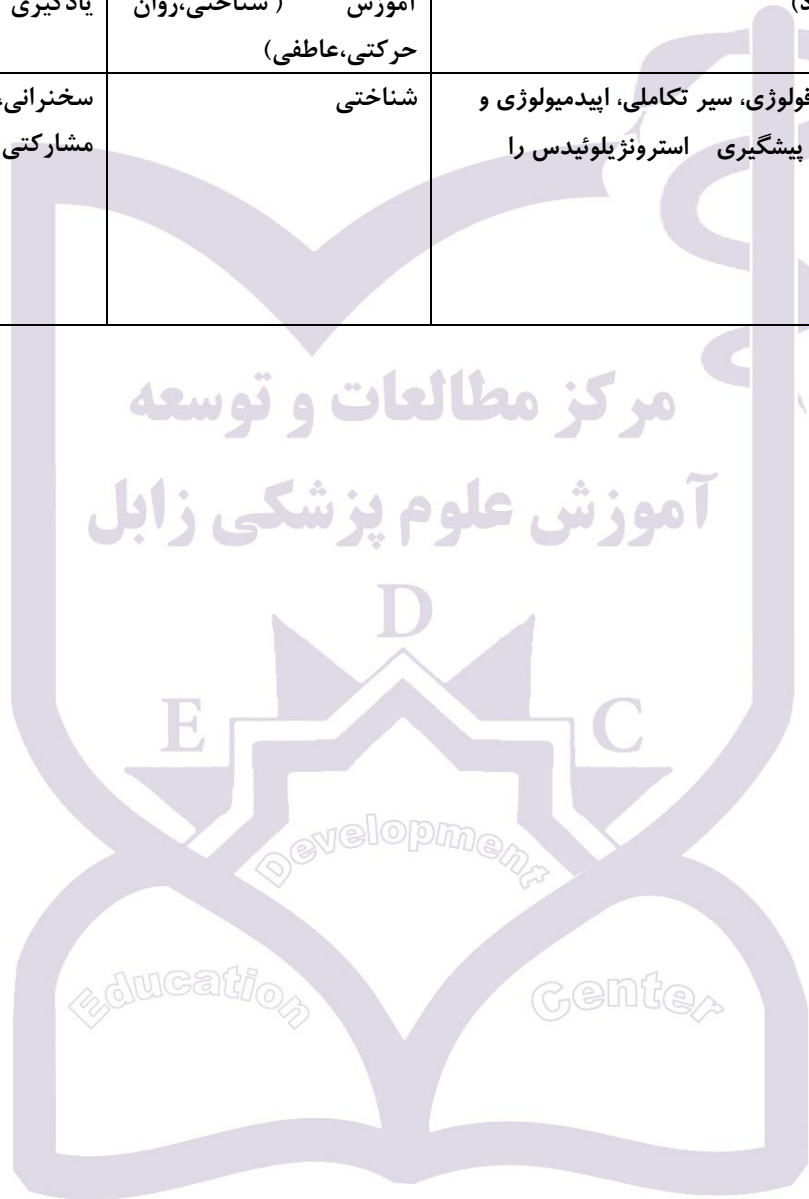 آموزش ( شناختی،روان
حرکتی،عاطفی)
یادگیری
فولوژی، سیر تکاملی، اپیدمیولوژی و
پیشگیری استرونژیلوئیدس را
شناختی
سخنرانی،
مشارکتی
مرکز مطالعات و توسعه
آموزش علوم پزشکی زابل
D
E C
Development
Education Center